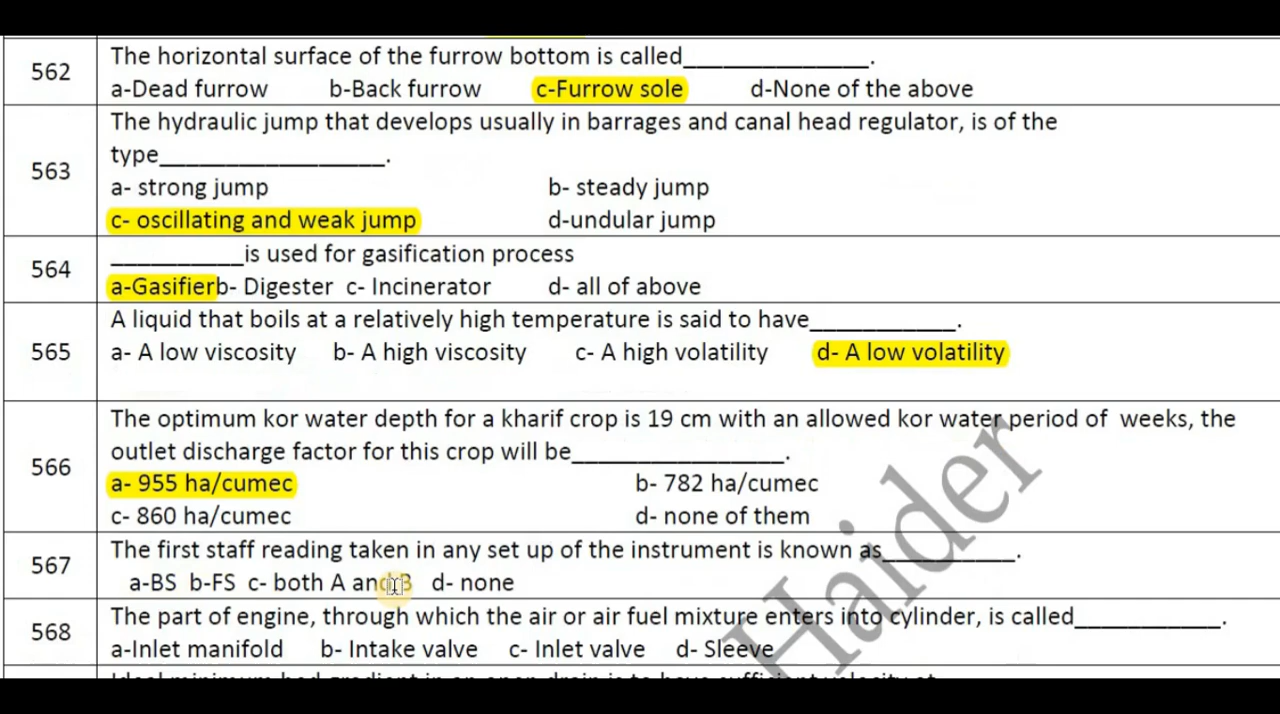 562
The horizontal surface of the furrow bottom is called______________.
a-Dead furrow b-Back furrow c-Furrow sole d-None of the above
563
The hydraulic jump that develops usually in barrages and canal head regulator, is of the
type_________________.
a- strong jump b- steady jump
c- oscillating and weak jump d-undular jump
564
__________is used for gasification process
a-Gasifierb- Digester c- Incinerator d- all of above
565
A liquid that boils at a relatively high temperature is said to have___________.
a- A low viscosity b- A high viscosity c- A high volatility d- A low volatility
566
The optimum kor water depth for a kharif crop is 19 cm with an allowed kor water period of weeks, the
outlet discharge factor for this crop will be________________.
a- 955 ha/cumec b- 782 ha/cumec
c- 860 ha/cumec d- none of them
567
The first staff reading taken in any set up of the instrument is known as__________.
a-BS b-FS c- both A and B d- none
568
The part of engine, through which the air or air fuel mixture enters into cylinder, is called___________.
a-Inlet manifold b- Intake valve c- Inlet valve d- Sleeve
Haider